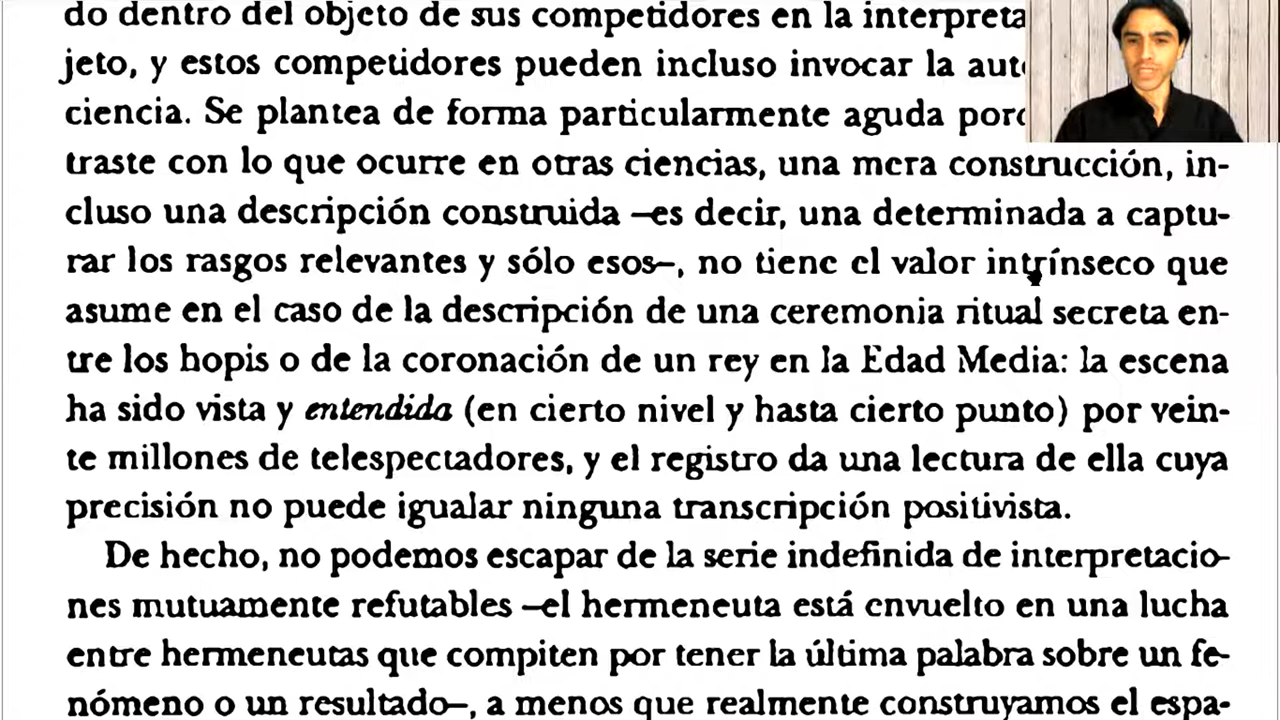 do dentro del objeto de sus competidores en la interpreta
jeto, y estos competidores pueden incluso invocar la aut
ciencia. Se plantea de forma particularmente aguda por
traste con lo que ocurre en otras ciencias, una mera construcción, in-
cluso una descripción construida —es decir, una determinada a captu-
rar los rasgos relevantes y sólo esos—, no tiene el valor intrínseco que
asume en el caso de la descripción de una ceremonia ritual secreta en-
tre los hopis o de la coronación de un rey en la Edad Media: la escena
ha sido vista y entendida (en cierto nivel y hasta cierto punto) por vein-
te millones de telespectadores, y el registro da una lectura de ella cuya
precisión no puede igualar ninguna transcripción positivista.
De hecho, no podemos escapar de la serie indefinida de interpretacio-
nes mutuamente refutables —el hermeneuta está envuelto en una lucha
entre hermeneutas que compiten por tener la última palabra sobre un fe-
nómeno o un resultado—, a menos que realmente construyamos el espa-